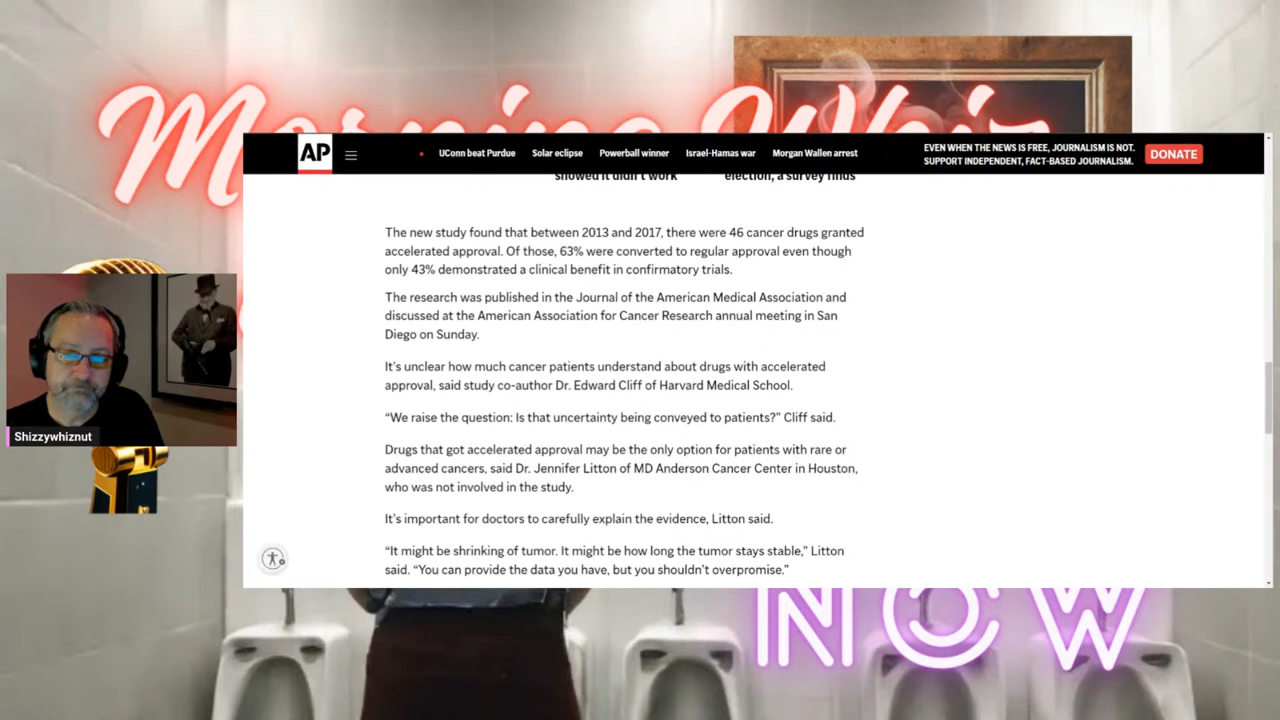 Morning Whiz
AP
UConn beat Purdue
Solar eclipse
Powerball winner
Israel-Hamas war
Morgan Wallen arrest
EVEN WHEN THE NEWS IS FREE, JOURNALISM IS NOT.
SUPPORT INDEPENDENT, FACT-BASED JOURNALISM.
DONATE
showed it didn't work
election, a survey finds
The new study found that between 2013 and 2017, there were 46 cancer drugs granted
accelerated approval. Of those, 63% were converted to regular approval even though
only 43% demonstrated a clinical benefit in confirmatory trials.
The research was published in the Journal of the American Medical Association and
discussed at the American Association for Cancer Research annual meeting in San
Diego on Sunday.
It's unclear how much cancer patients understand about drugs with accelerated
approval, said study co-author Dr. Edward Cliff of Harvard Medical School.
“We raise the question: Is that uncertainty being conveyed to patients?” Cliff said.
Drugs that got accelerated approval may be the only option for patients with rare or
advanced cancers, said Dr. Jennifer Litton of MD Anderson Cancer Center in Houston,
who was not involved in the study.
It's important for doctors to carefully explain the evidence, Litton said.
“It might be shrinking of tumor. It might be how long the tumor stays stable,” Litton
said. “You can provide the data you have, but you shouldn't overpromise.”
Shizzywhiznut
NOW